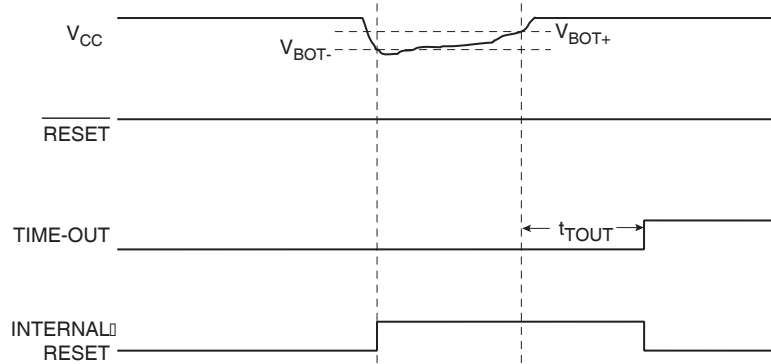 VCC
VBOT-
VBOT+
RESET
TIME-OUT
tTOUT
INTERNAL▯
RESET